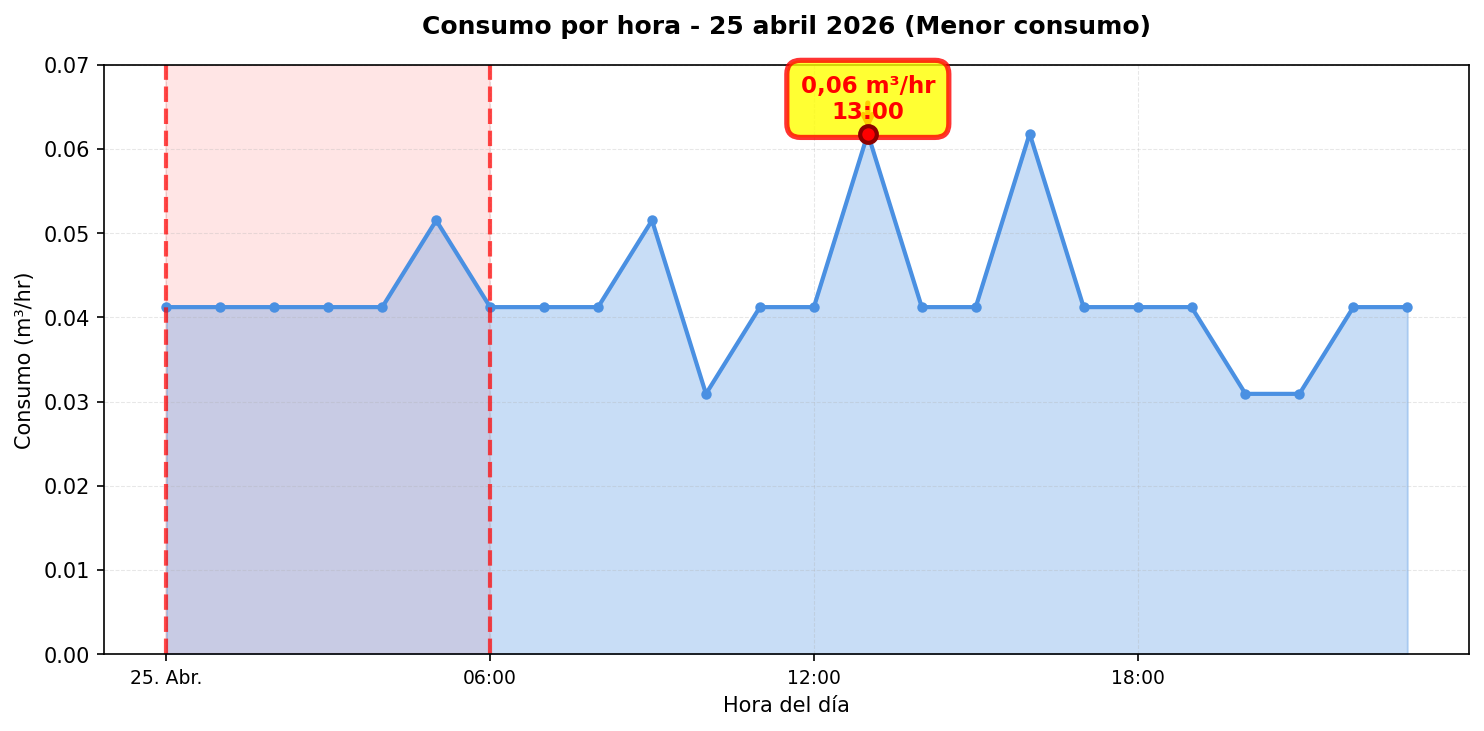 Consumo por hora - 25 abril 2026 (Menor consumo)
0,06 m³/hr
13:00
Consumo (m³/hr)
0.07
0.06
0.05
0.04
0.03
0.02
0.01
0.00
25. Abr.
06:00
12:00
18:00
Hora del día